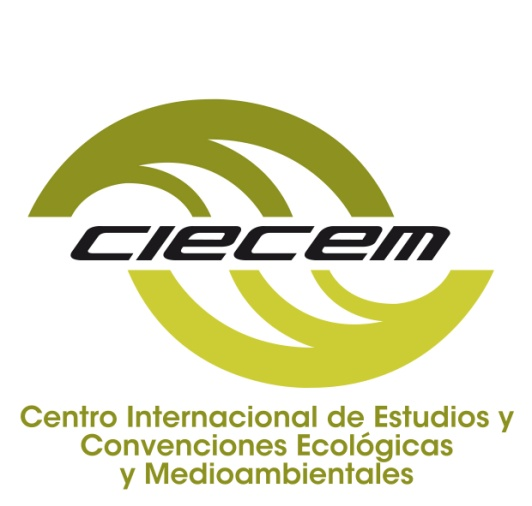 CIECEM
Centro Internacional de Estudios y
Convenciones Ecológicas
y Medioambientales